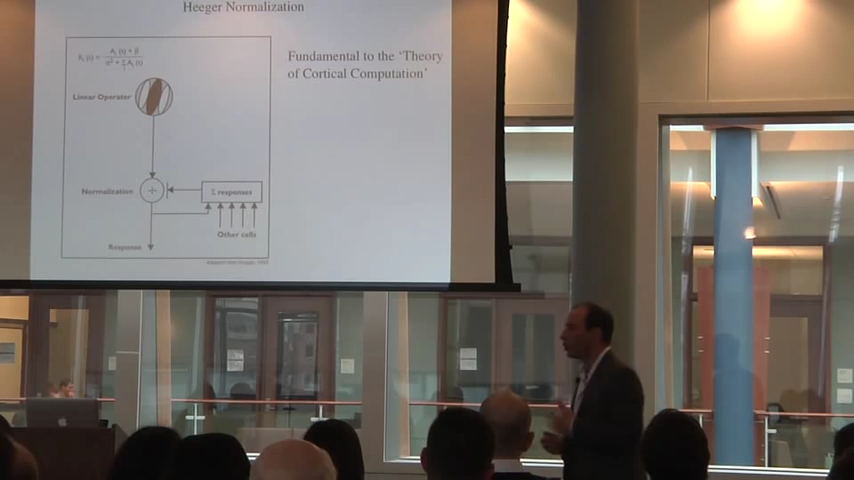 Heeger Normalization
Fundamental to the 'Theory
of Cortical Computation'
Linear Operator
Normalization
÷
Σ responses
Other cells
Response